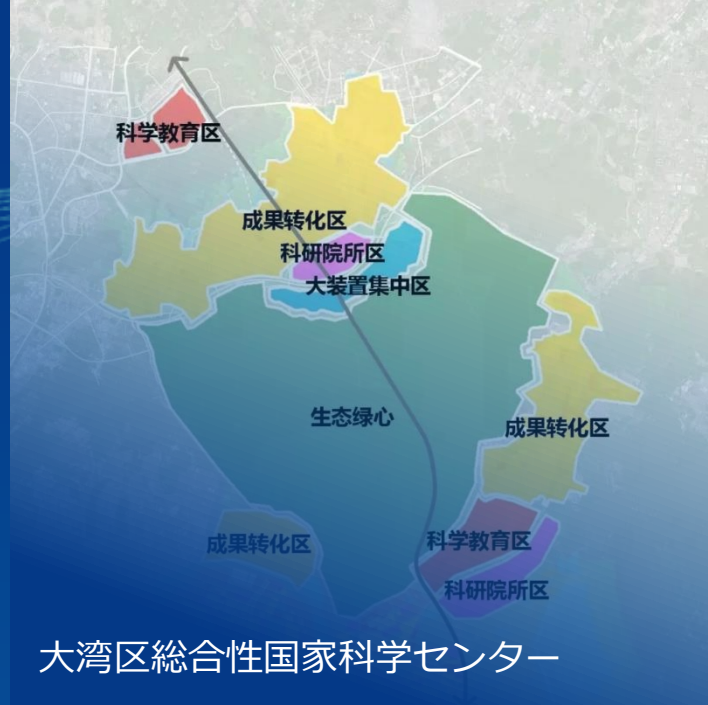 科学教育区
成果转化区
科研院所区
大装置集中区
生态绿心
成果转化区
成果转化区
科学教育区
科研院所区
大湾区総合性国家科学センター